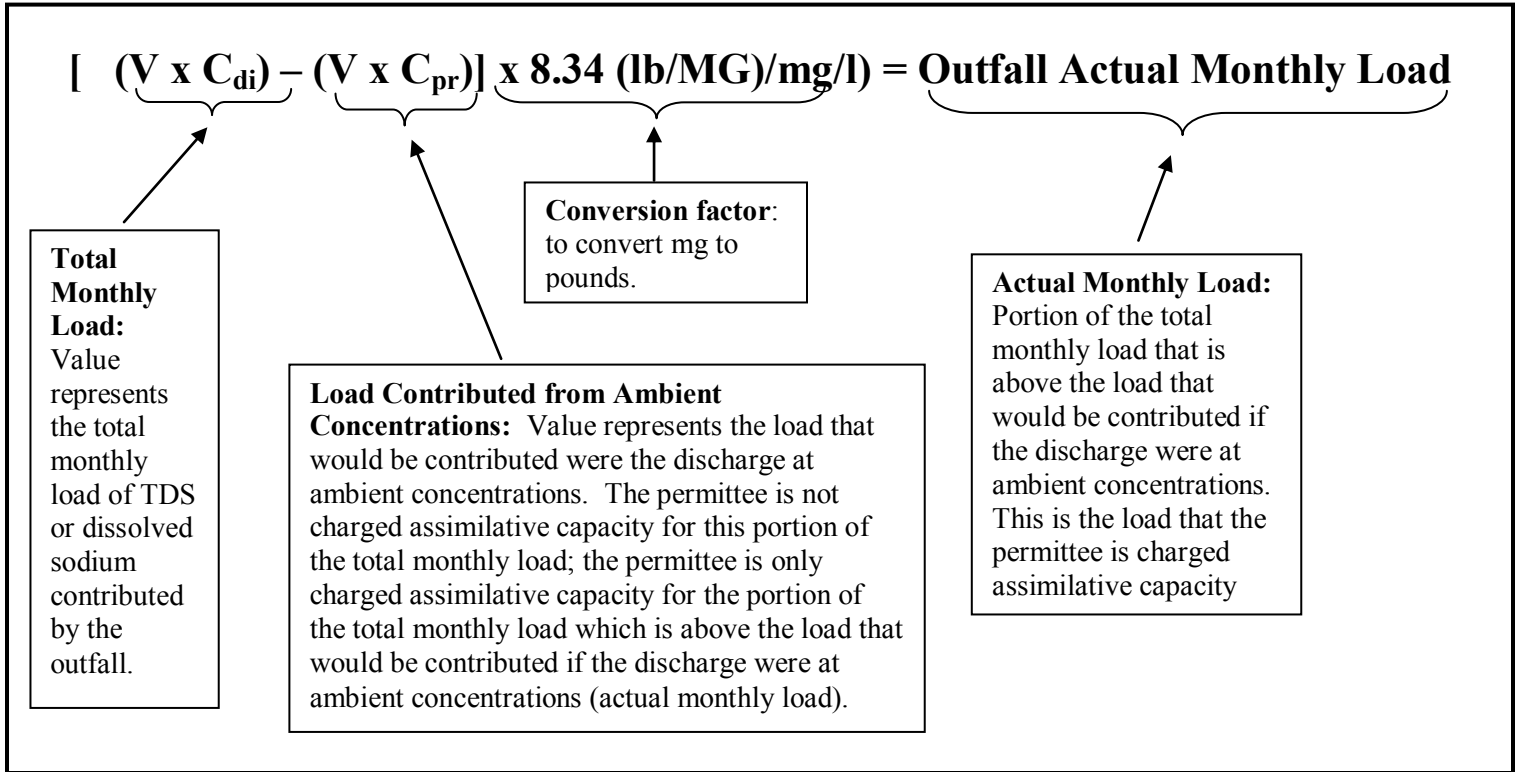 [ (V x Cdi) – (V x Cpr)] x 8.34 (lb/MG)/mg/l) = Outfall Actual Monthly Load
Total
Monthly
Load:
Value
represents
the total
monthly
load of TDS
or dissolved
sodium
contributed
by the
outfall.
Load Contributed from Ambient
Concentrations: Value represents the load that
would be contributed were the discharge at
ambient concentrations. The permittee is not
charged assimilative capacity for this portion of
the total monthly load; the permittee is only
charged assimilative capacity for the portion of
the total monthly load which is above the load that
would be contributed if the discharge were at
ambient concentrations (actual monthly load).
Conversion factor:
to convert mg to
pounds.
Actual Monthly Load:
Portion of the total
monthly load that is
above the load that
would be contributed if
the discharge were at
ambient concentrations.
This is the load that the
permittee is charged
assimilative capacity